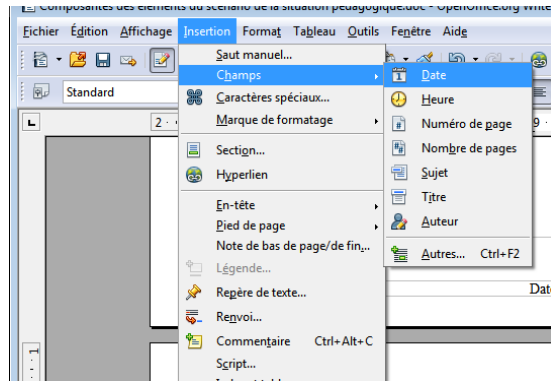 Composantes des éléments du scénario de la situation pédagogique.doc - OpenOffice.org Write
Fichier Édition Affichage Insertion Format Tableau Outils Fenêtre Aide
Standard
2
9
Saut manuel...
Champs
Caractères spéciaux...
Marque de formatage
Section...
Hyperlien
En-tête
Pied de page
Note de bas de page/de fin...
Légende...
Repère de texte...
Renvoi...
Commentaire Ctrl+Alt+C
Script...
Date
Heure
Numéro de page
Nombre de pages
Sujet
Titre
Auteur
Autres... Ctrl+F2
Date